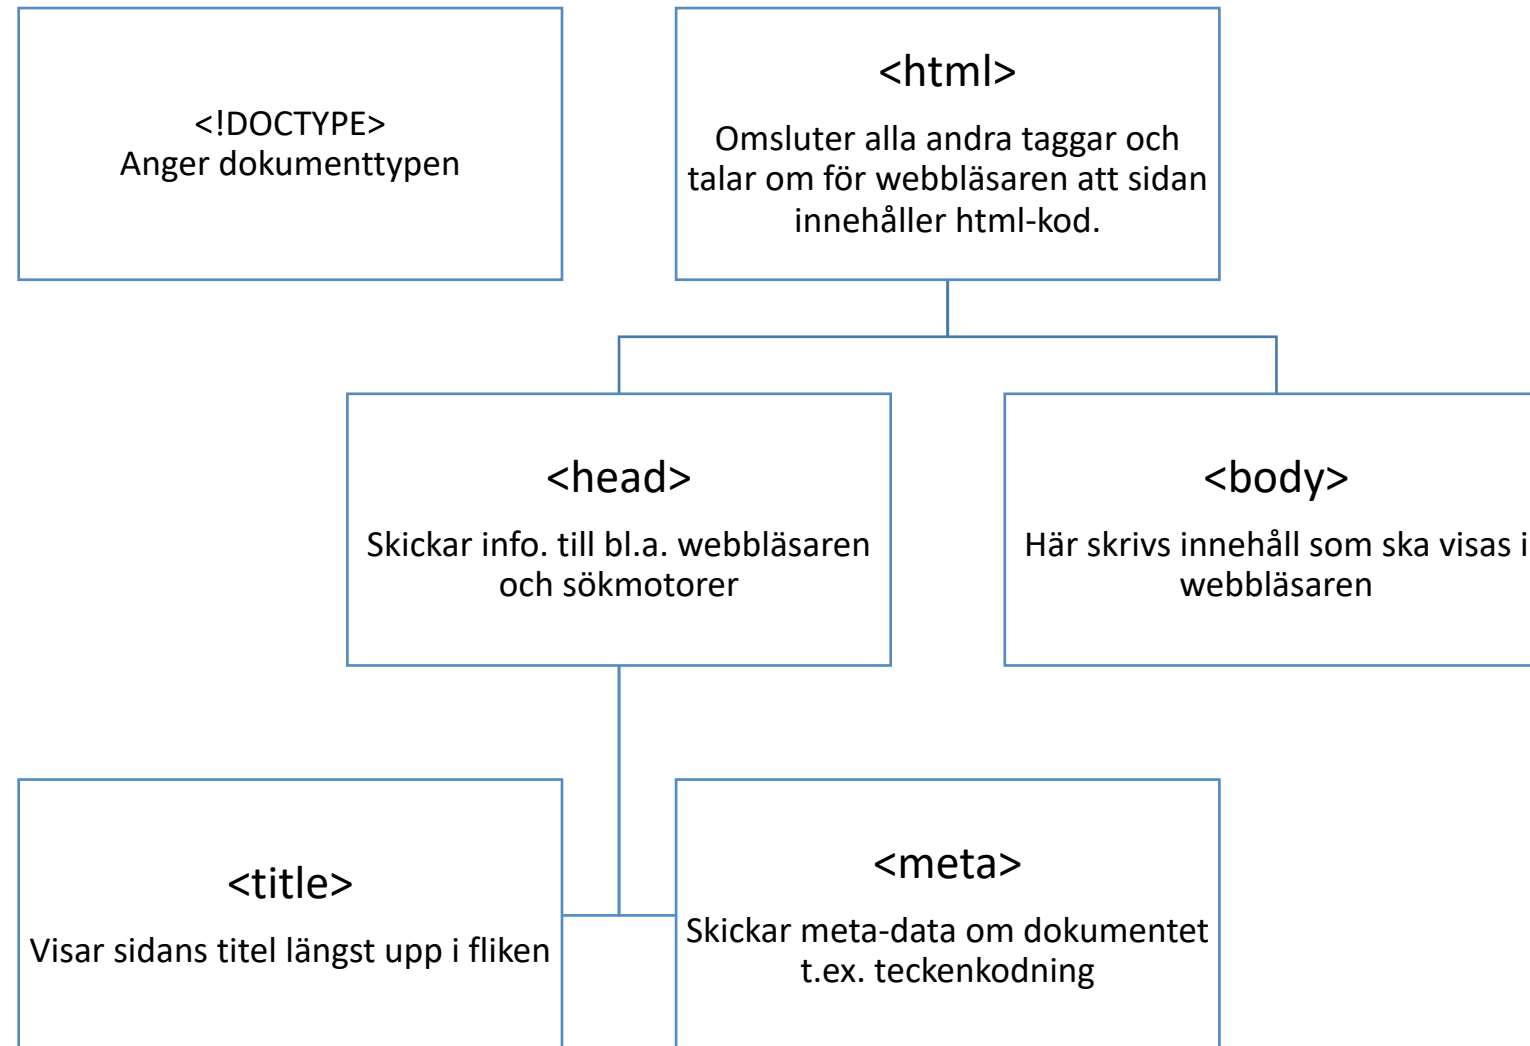 <!DOCTYPE>
Anger dokumenttypen
<html>
Omsluter alla andra taggar och
talar om för webbläsaren att sidan
innehåller html-kod.
<head>
Skickar info. till bl.a. webbläsaren
och sökmotorer
<body>
Här skrivs innehåll som ska visas i
webbläsaren
<title>
Visar sidans titel längst upp i fliken
<meta>
Skickar meta-data om dokumentet
t.ex. teckenkodning